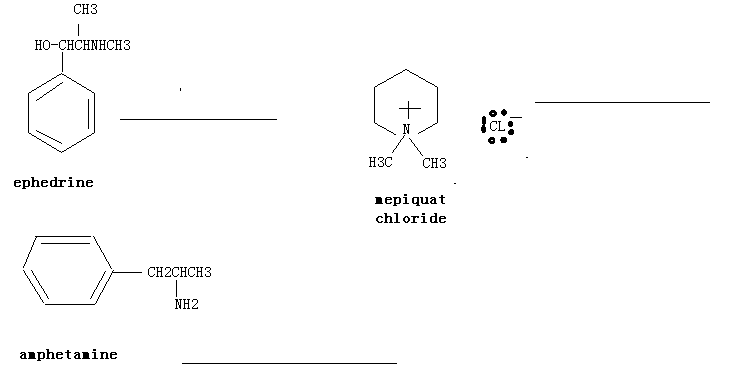 CH3
HO-CHCHNHCH3
ephedrine
+
N
H3C
CH3
CL
mepiquat
chloride
CH2CHCH3
NH2
amphetamine